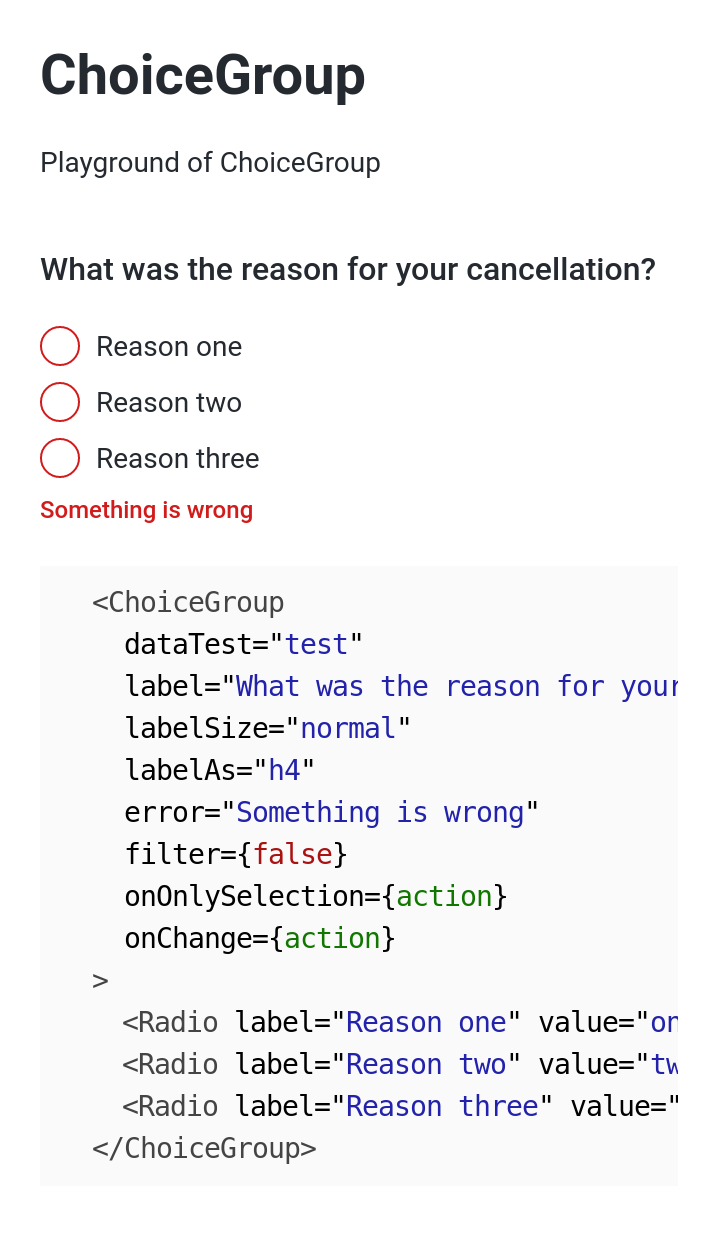 ChoiceGroup
Playground of ChoiceGroup
What was the reason for your cancellation?
Reason one
Reason two
Reason three
Something is wrong
<ChoiceGroup
dataTest="test"
label="What was the reason for your
labelSize="normal"
labelAs="h4"
error="Something is wrong"
filter={false}
onOnlySelection={action}
onChange={action}
>
<Radio label="Reason one" value="on
<Radio label="Reason two" value="tw
<Radio label="Reason three" value="
</ChoiceGroup>